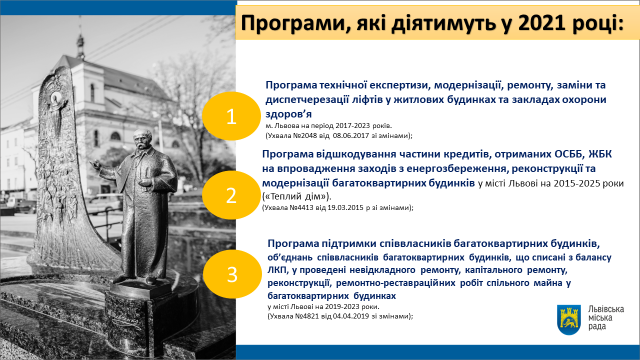 Програми, які діятимуть у 2021 році:
1
Програма технічної експертизи, модернізації, ремонту, заміни та
диспетчерезації ліфтів у житлових будинках та закладах охорони
здоров’я
м. Львова на період 2017-2023 років.
(Ухвала №2048 від 08.06.2017 зі змінами);
2
Програма відшкодування частини кредитів, отриманих ОСББ, ЖБК
на впровадження заходів з енергозбереження, реконструкції та
модернізації багатоквартирних будинків у місті Львові на 2015-2025 роки
(«Теплий дім»).
(Ухвала №4413 від 19.03.2015 р зі змінами);
3
Програма підтримки співвласників багатоквартирних будинків,
об’єднань співвласників багатоквартирних будинків, що списані з балансу
ЛКП, у проведені невідкладного ремонту, капітального ремонту,
реконструкції, ремонтно-реставраційних робіт спільного майна у
багатоквартирних будинках
у місті Львові на 2019-2023 роки.
(Ухвала №4821 від 04.04.2019 зі змінами);
Львівська
міська
рада